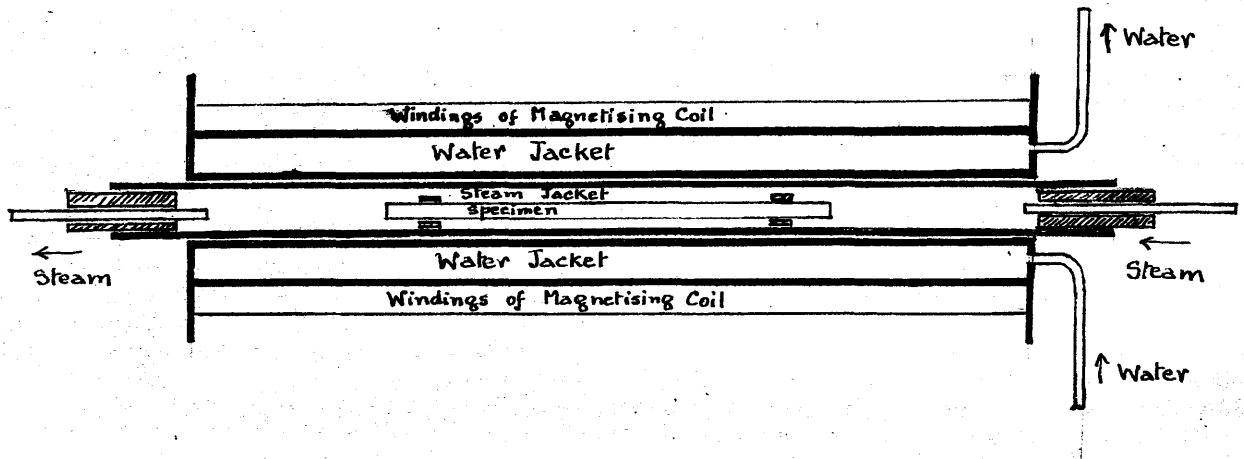 Water
Windings of Magnetising Coil
Water Jacket
Steam Jacket
Specimen
Steam
Steam
Water Jacket
Windings of Magnetising Coil
Water